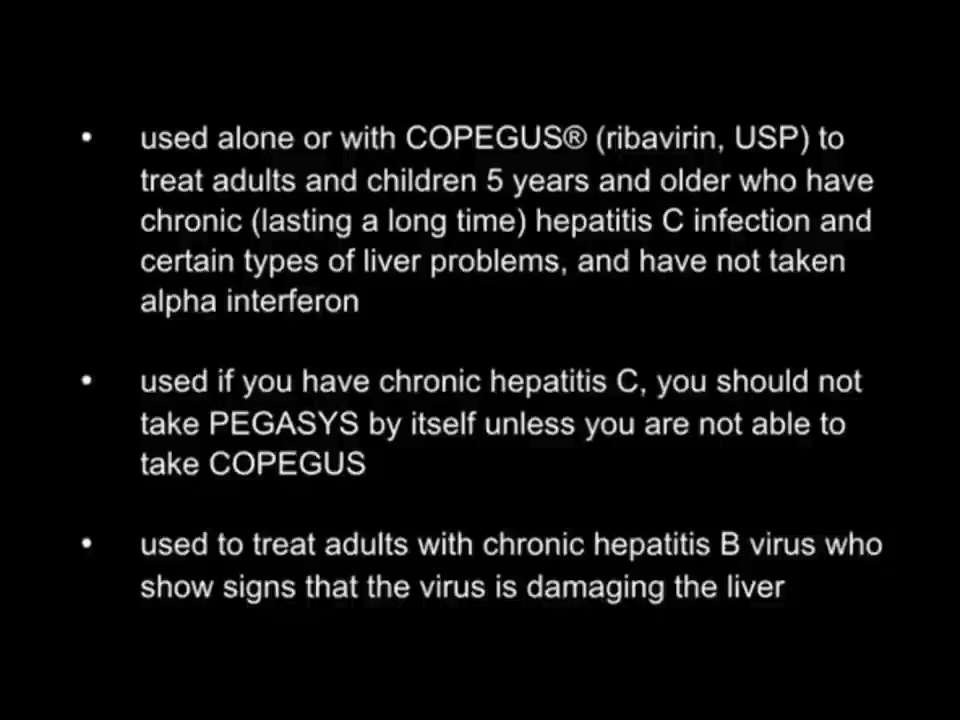 • used alone or with COPEGUS® (ribavirin, USP) to
treat adults and children 5 years and older who have
chronic (lasting a long time) hepatitis C infection and
certain types of liver problems, and have not taken
alpha interferon
• used if you have chronic hepatitis C, you should not
take PEGASYS by itself unless you are not able to
take COPEGUS
• used to treat adults with chronic hepatitis B virus who
show signs that the virus is damaging the liver